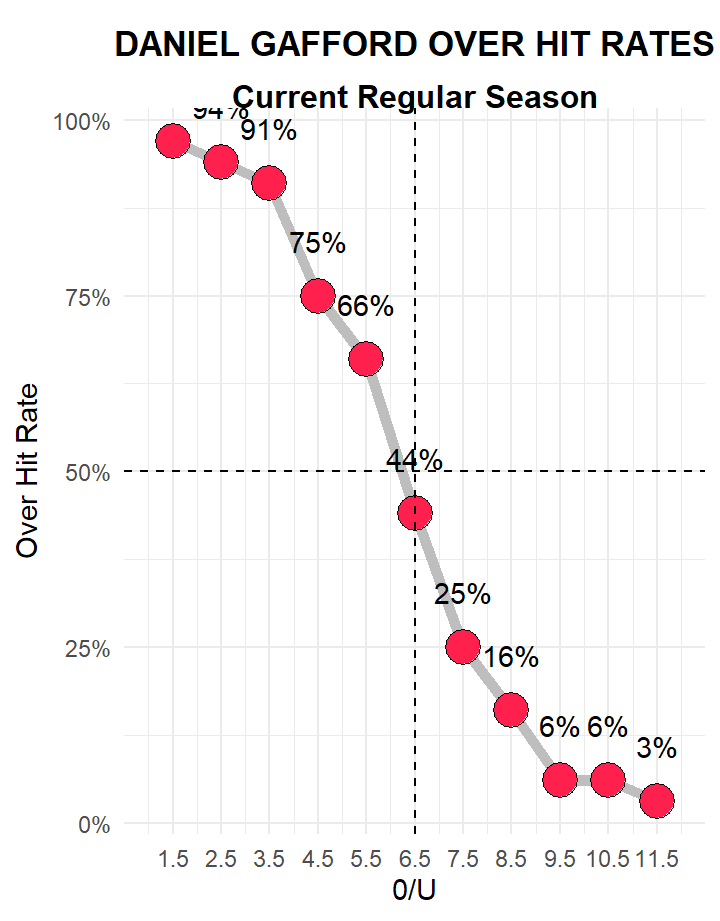 DANIEL GAFFORD OVER HIT RATES
Current Regular Season
94%
91%
75%
66%
44%
25%
16%
6% 6%
3%
100%
75%
50%
25%
0%
Over Hit Rate
1.5 2.5 3.5 4.5 5.5 6.5 7.5 8.5 9.5 10.5 11.5
0/U